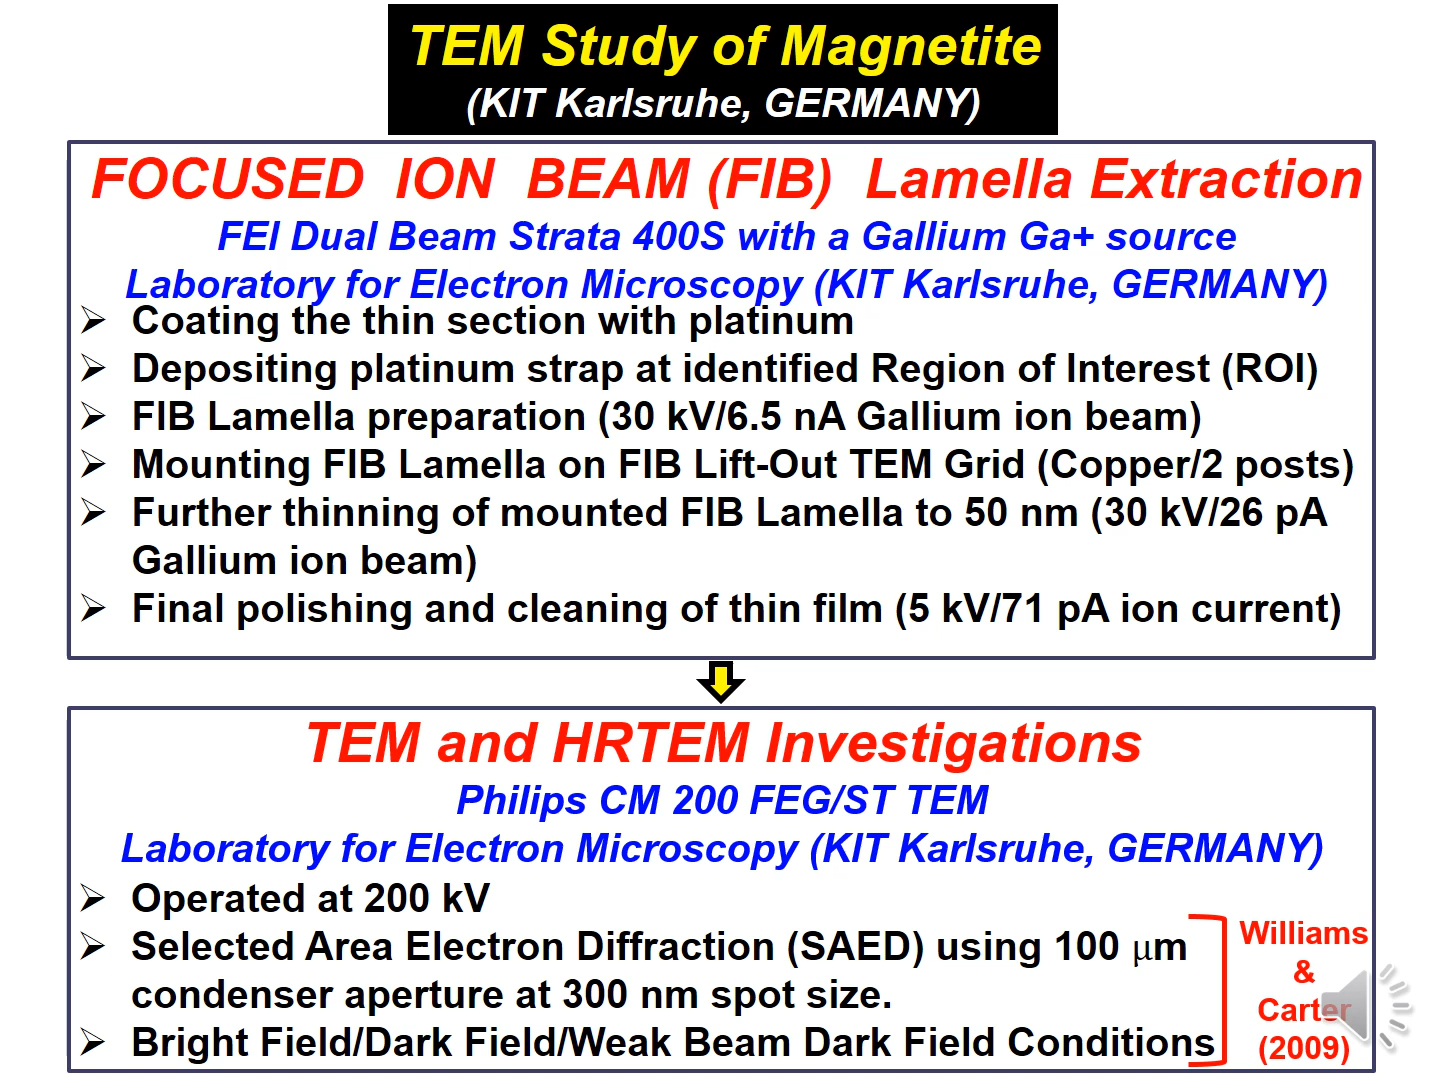 TEM Study of Magnetite
(KIT Karlsruhe, GERMANY)
FOCUSED ION BEAM (FIB) Lamella Extraction
FEI Dual Beam Strata 400S with a Gallium Ga+ source
Laboratory for Electron Microscopy (KIT Karlsruhe, GERMANY)
➢ Coating the thin section with platinum
➢ Depositing platinum strap at identified Region of Interest (ROI)
➢ FIB Lamella preparation (30 kV/6.5 nA Gallium ion beam)
➢ Mounting FIB Lamella on FIB Lift-Out TEM Grid (Copper/2 posts)
➢ Further thinning of mounted FIB Lamella to 50 nm (30 kV/26 pA
Gallium ion beam)
➢ Final polishing and cleaning of thin film (5 kV/71 pA ion current)
TEM and HRTEM Investigations
Philips CM 200 FEG/ST TEM
Laboratory for Electron Microscopy (KIT Karlsruhe, GERMANY)
➢ Operated at 200 kV
➢ Selected Area Electron Diffraction (SAED) using 100 μm
condenser aperture at 300 nm spot size.
➢ Bright Field/Dark Field/Weak Beam Dark Field Conditions
Williams
&
Carter
(2009)